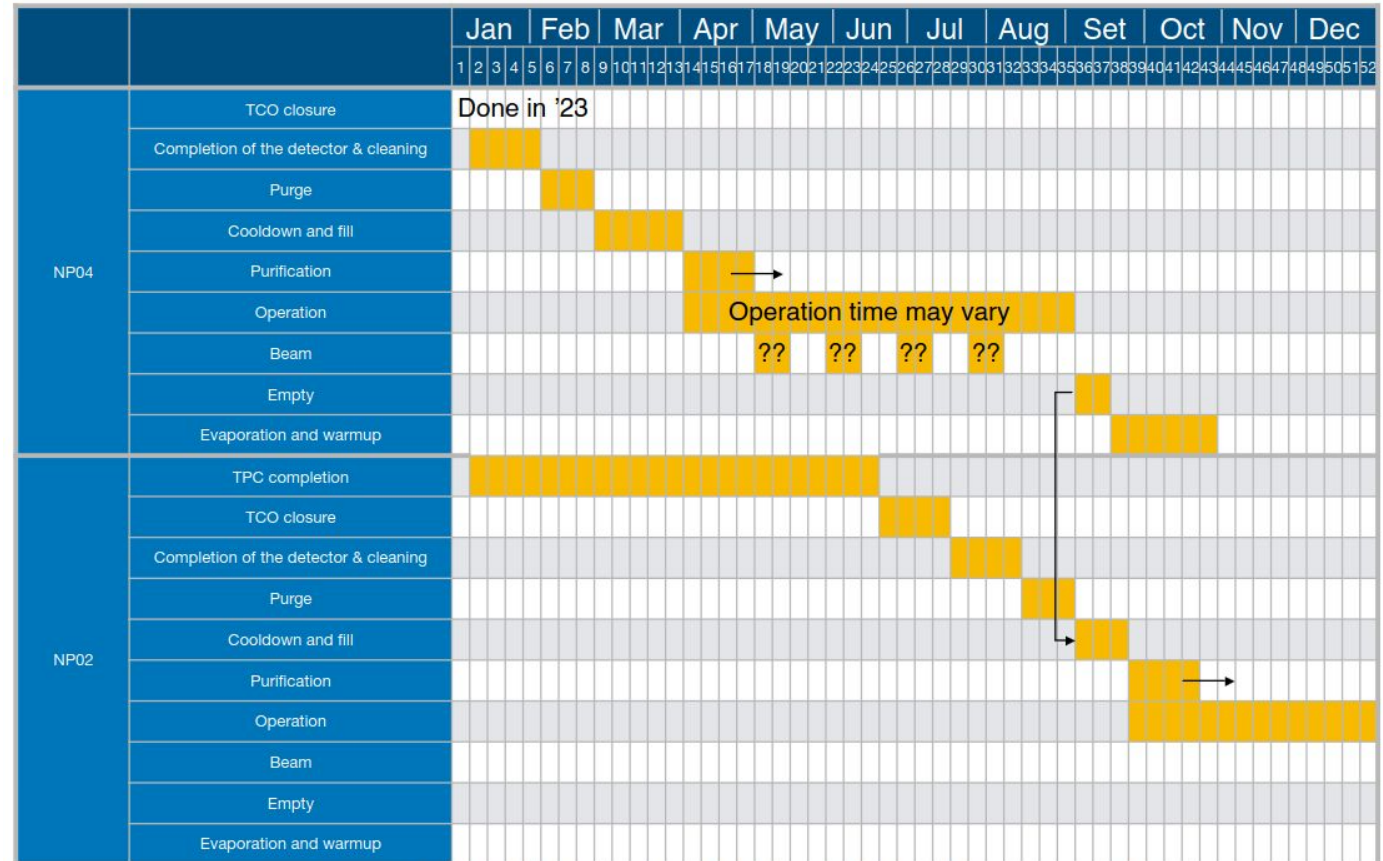 Jan Feb Mar Apr May Jun Jul Aug Set Oct Nov Dec
1 2 3 4 5 6 7 8 9 10 11 12 13 14 15 16 17 18 19 20 21 22 23 24 25 26 27 28 29 30 31 32 33 34 35 36 37 38 39 40 41 42 43 44 45 46 47 48 49 50 51 52
NP04
TCO closure Done in ’23
Completion of the detector & cleaning
Purge
Cooldown and fill
Purification
Operation Operation time may vary
Beam ?? ?? ?? ??
Empty
Evaporation and warmup
NP02
TPC completion
TCO closure
Completion of the detector & cleaning
Purge
Cooldown and fill
Purification
Operation
Beam
Empty
Evaporation and warmup